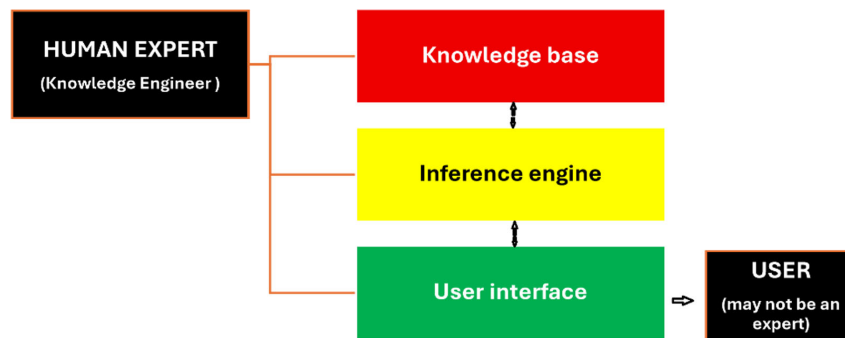 HUMAN EXPERT
(Knowledge Engineer )
Knowledge base
Inference engine
User interface
USER
(may not be an
expert)